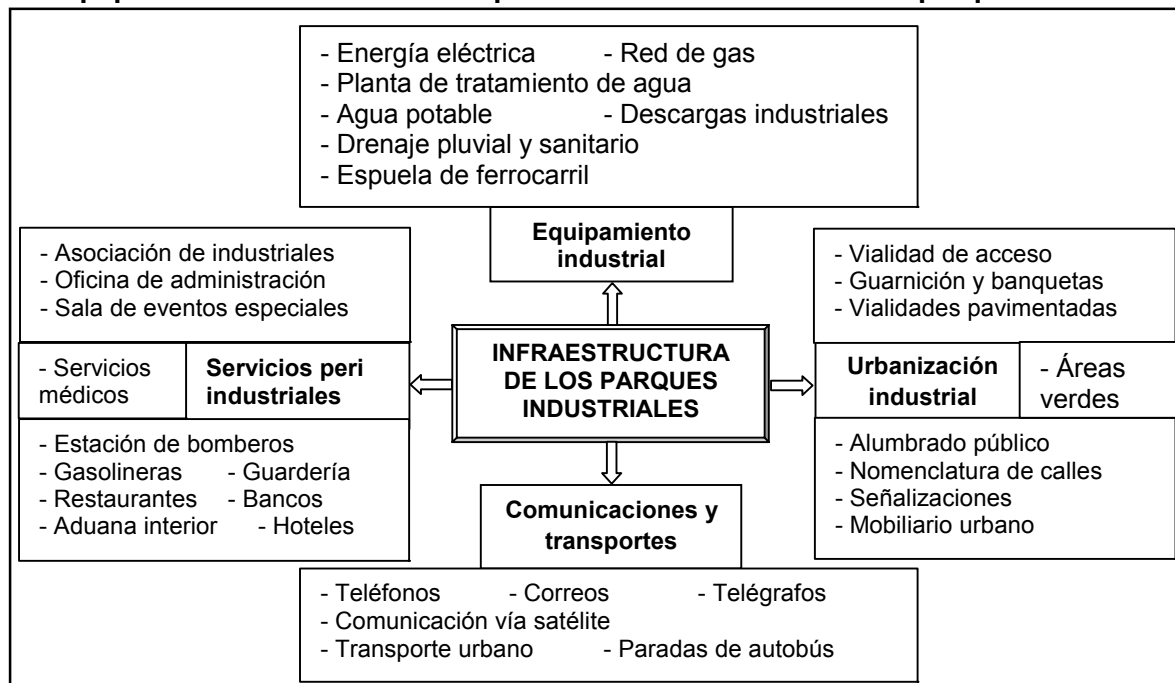 - Energía eléctrica - Red de gas
- Planta de tratamiento de agua
- Agua potable - Descargas industriales
- Drenaje pluvial y sanitario
- Espuela de ferrocarril
Equipamiento
industrial
- Asociación de industriales
- Oficina de administración
- Sala de eventos especiales
- Servicios
médicos
Servicios peri
industriales
- Estación de bomberos
- Gasolineras - Guardería
- Restaurantes - Bancos
- Aduana interior - Hoteles
INFRAESTRUCTURA
DE LOS PARQUES
INDUSTRIALES
- Vialidad de acceso
- Guarnición y banquetas
- Vialidades pavimentadas
Urbanización
industrial
- Áreas
verdes
- Alumbrado público
- Nomenclatura de calles
- Señalizaciones
- Mobiliario urbano
Comunicaciones y
transportes
- Teléfonos - Correos - Telégrafos
- Comunicación vía satélite
- Transporte urbano - Paradas de autobús